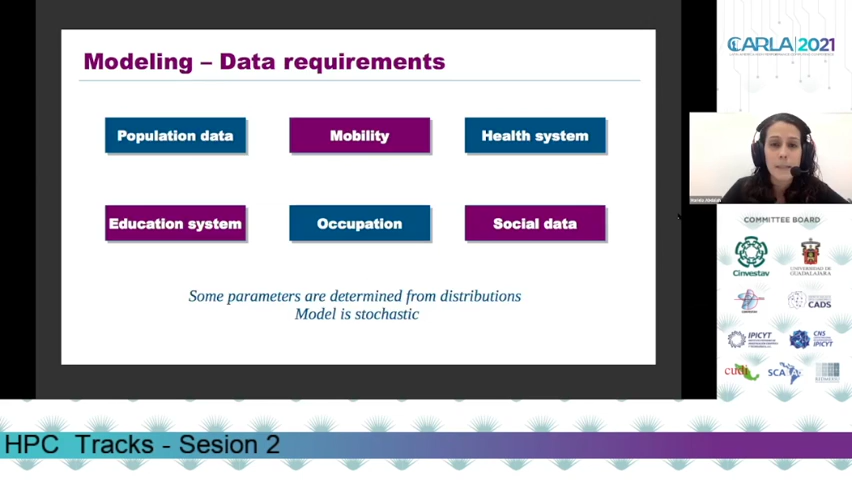 Modeling – Data requirements
Population data
Mobility
Health system
Education system
Occupation
Social data
Some parameters are determined from distributions
Model is stochastic
CARLA 2021
COMMITTEE BOARD
Cinvestav
UNIVERSIDAD DE
GUADALAJARA
CADS
IPICYT
CNS
IPICYT
cudi
SCA
HPC Tracks - Sesion 2